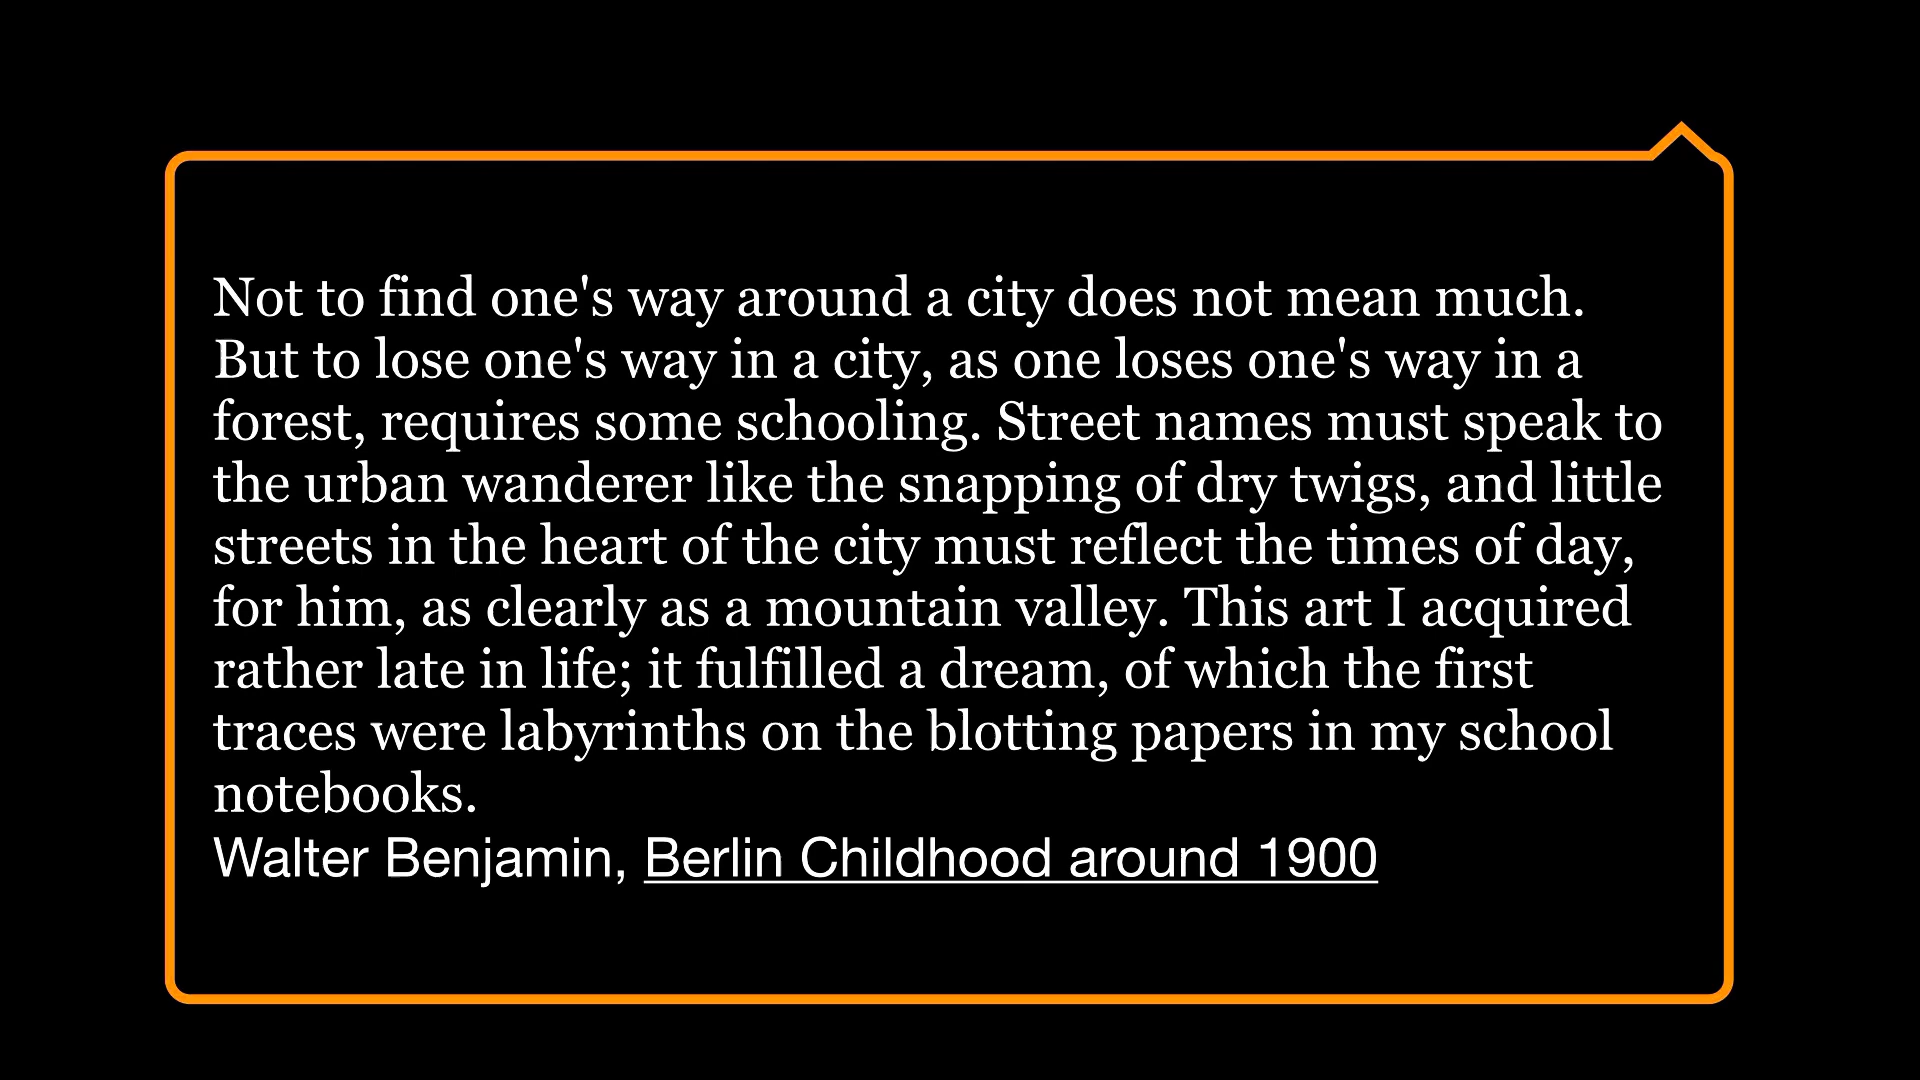 Not to find one's way around a city does not mean much.
But to lose one's way in a city, as one loses one's way in a
forest, requires some schooling. Street names must speak to
the urban wanderer like the snapping of dry twigs, and little
streets in the heart of the city must reflect the times of day,
for him, as clearly as a mountain valley. This art I acquired
rather late in life; it fulfilled a dream, of which the first
traces were labyrinths on the blotting papers in my school
notebooks.
Walter Benjamin, Berlin Childhood around 1900